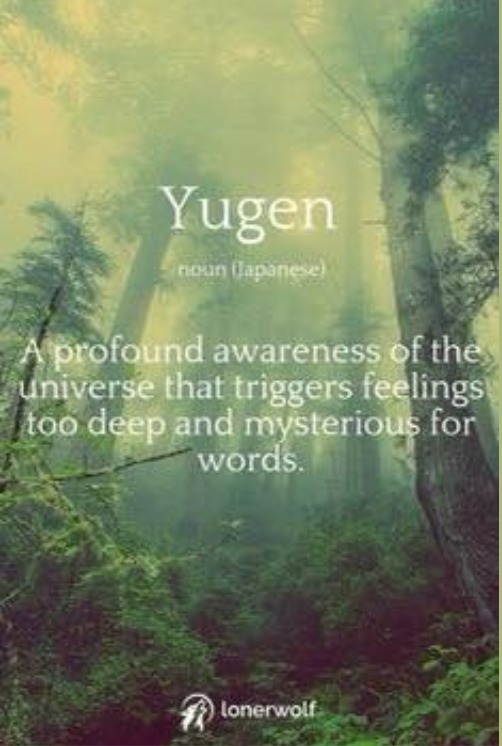 Yugen
noun (Japanese)
A profound awareness of the
universe that triggers feelings
too deep and mysterious for
words.
lonerwolf